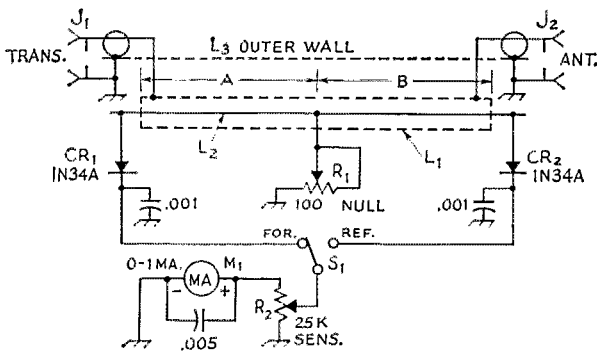 J1 J2
L3 OUTER WALL
TRANS. ANT.
A B
L2 L1
CR1
1N34A
CR2
1N34A
R1
.001 .001
100 NULL
FOR. REF.
S1
0-1MA. M1
MA
- +
R2
25K
SENS.
.005